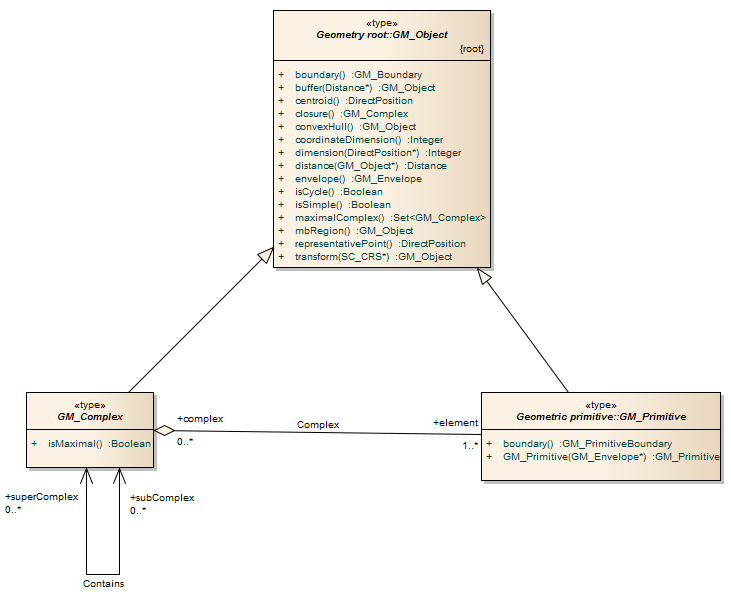 «type»
Geometry root::GM_Object
{root}
+ boundary() :GM_Boundary
+ buffer(Distance*) :GM_Object
+ centroid() :DirectPosition
+ closure() :GM_Complex
+ convexHull() :GM_Object
+ coordinateDimension() :Integer
+ dimension(DirectPosition*) :Integer
+ distance(GM_Object*) :Distance
+ envelope() :GM_Envelope
+ isCycle() :Boolean
+ isSimple() :Boolean
+ maximalComplex() :Set<GM_Complex>
+ mbRegion() :GM_Object
+ representativePoint() :DirectPosition
+ transform(SC_CRS*) :GM_Object
«type»
GM_Complex
+ isMaximal() :Boolean
+complex
0..*
Complex
+element
1..*
«type»
Geometric primitive::GM_Primitive
+ boundary() :GM_PrimitiveBoundary
+ GM_Primitive(GM_Envelope*) :GM_Primitive
+superComplex
0..*
+subComplex
0..*
Contains